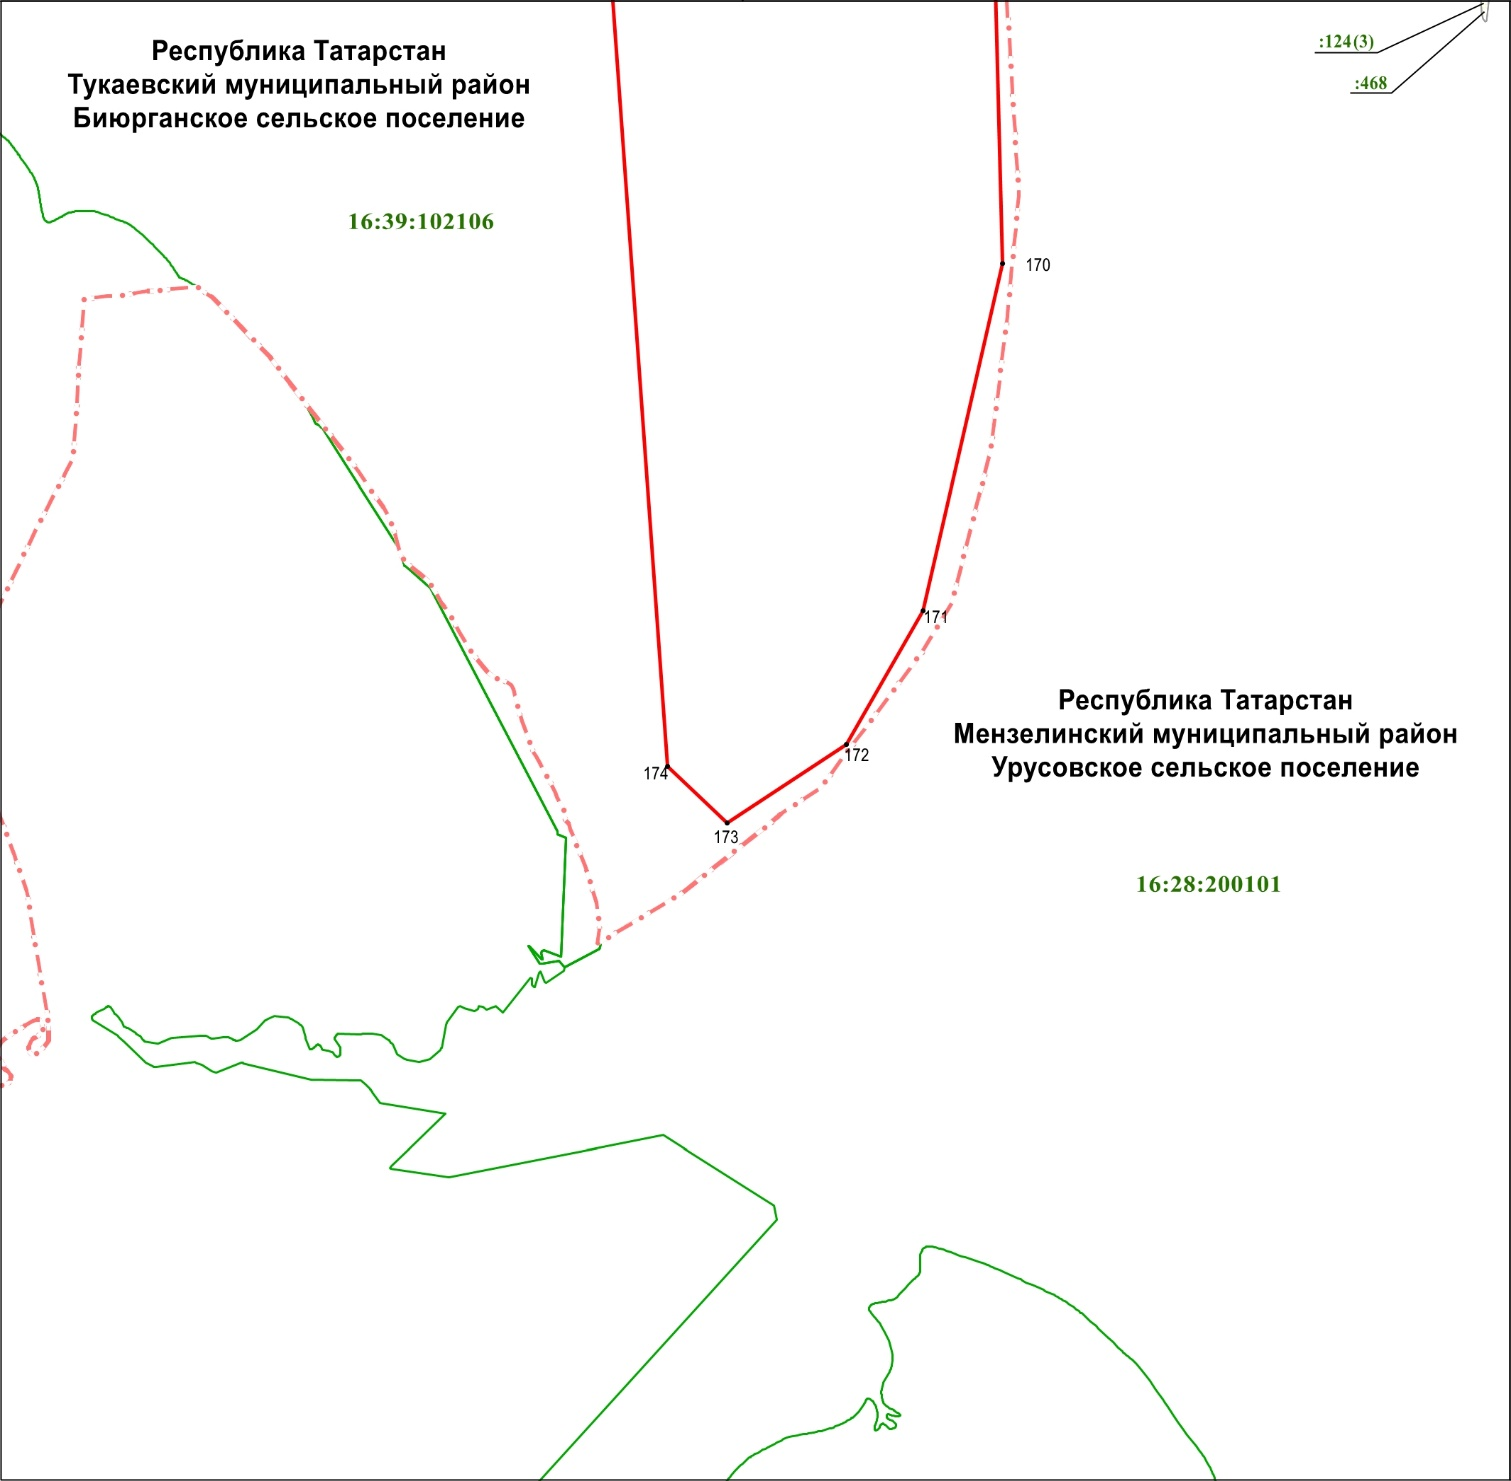 Республика Татарстан
Тукаевский муниципальный район
Биюрганское сельское поселение
:124(3)
:468
16:39:102106
170
171
Республика Татарстан
Мензелинский муниципальный район
Урусовское сельское поселение
172
174
173
16:28:200101